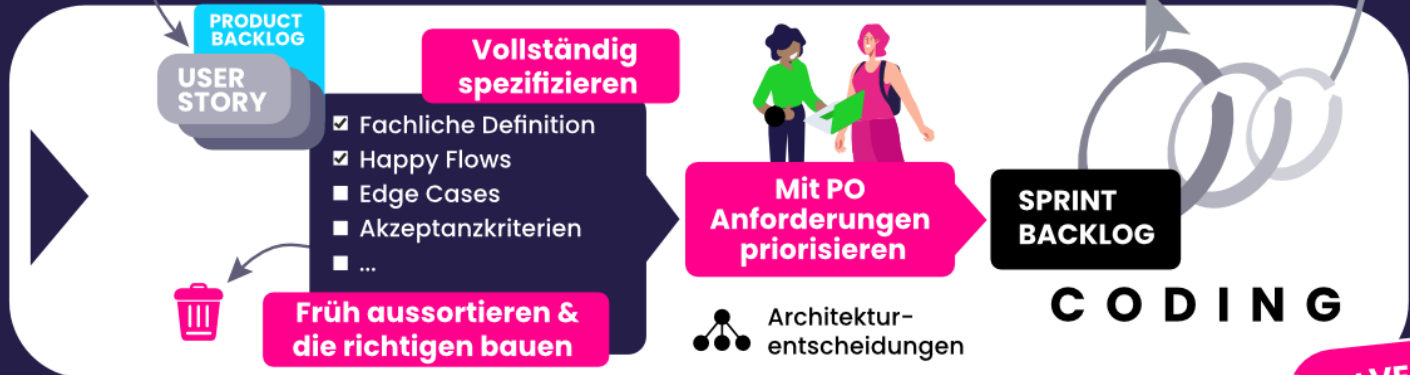 PRODUCT
BACKLOG
USER
STORY
Vollständig
spezifizieren
Fachliche Definition
Happy Flows
Edge Cases
Akzeptanzkriterien
...
Früh aussortieren &
die richtigen bauen
Mit PO
Anforderungen
priorisieren
Architektur-
entscheidungen
SPRINT
BACKLOG
CODING